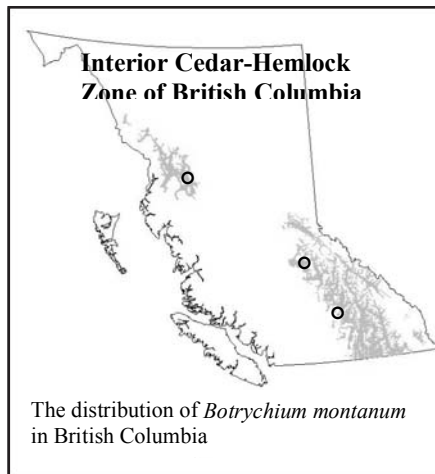 Interior Cedar-Hemlock
Zone of British Columbia
The distribution of Botrychium montanum
in British Columbia